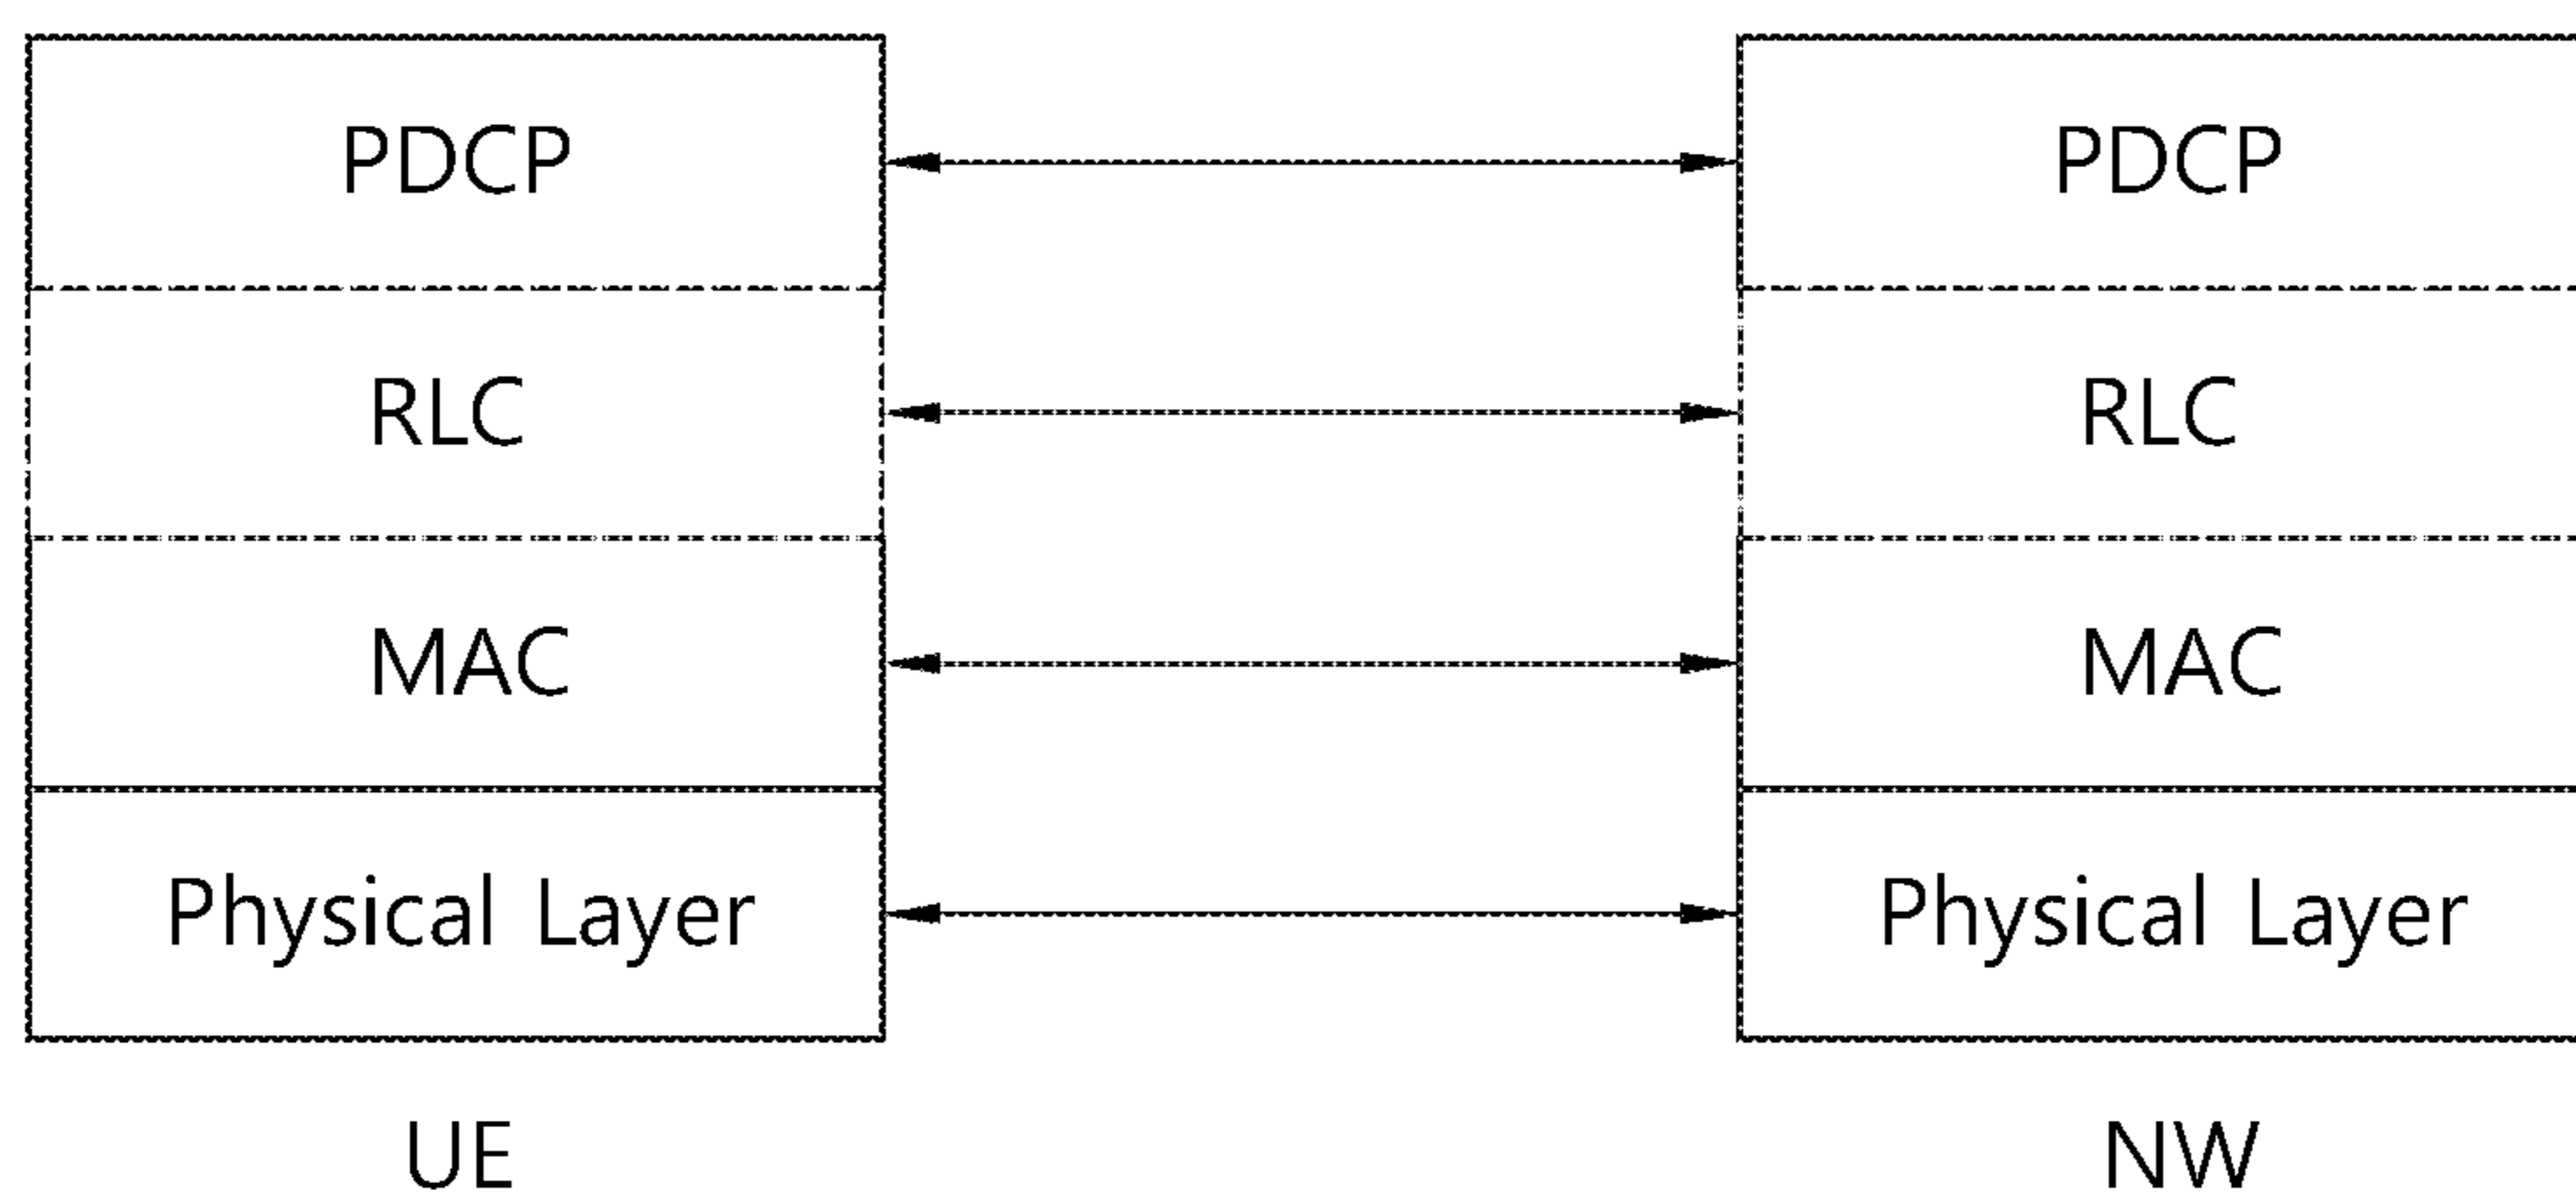 PDCP PDCP
RLC RLC
MAC MAC
Physical Layer Physical Layer
UE NW